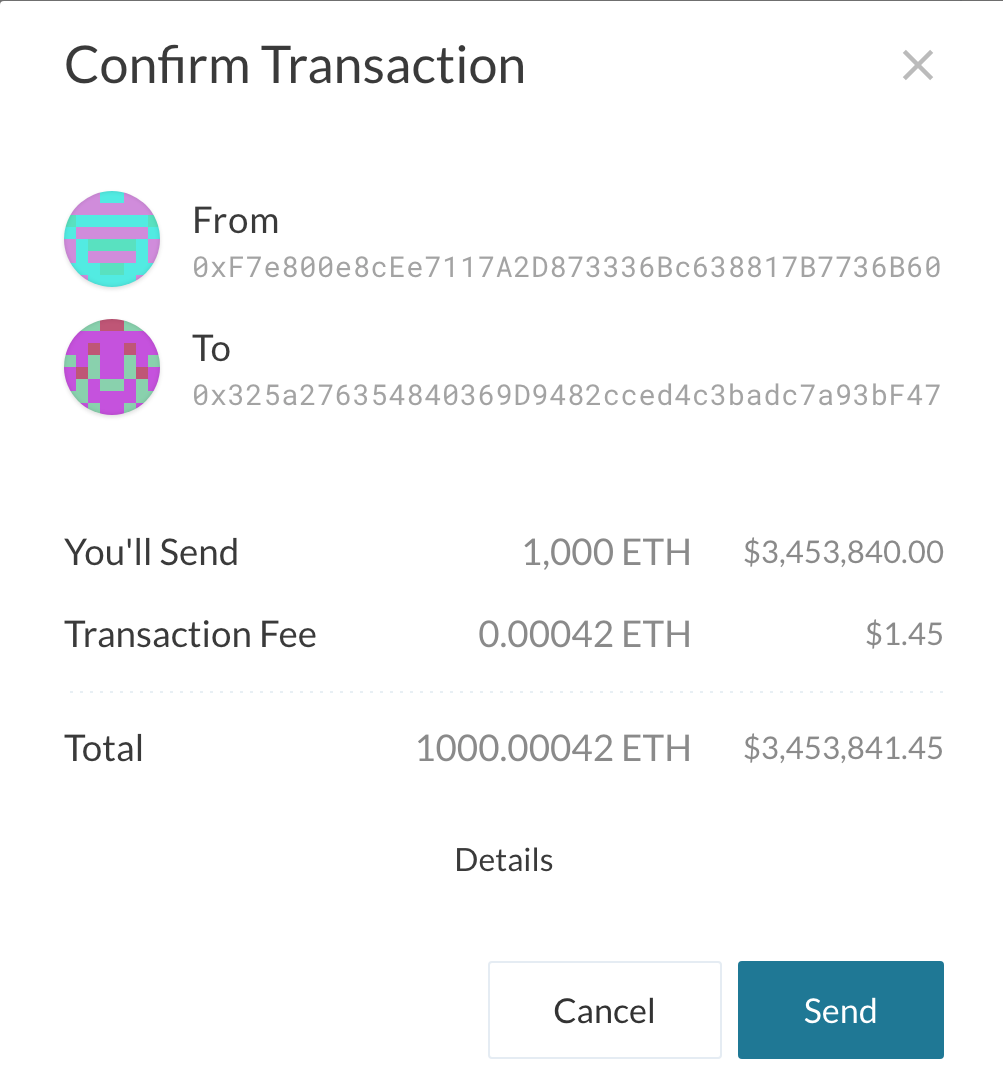 Confirm Transaction
From
0xF7e800e8cEe7117A2D873336Bc638817B7736B60
To
0x325a276354840369D9482cced4c3badc7a93bF47
You'll Send 1,000 ETH $3,453,840.00
Transaction Fee 0.00042 ETH $1.45
Total 1000.00042 ETH $3,453,841.45
Details
Cancel Send